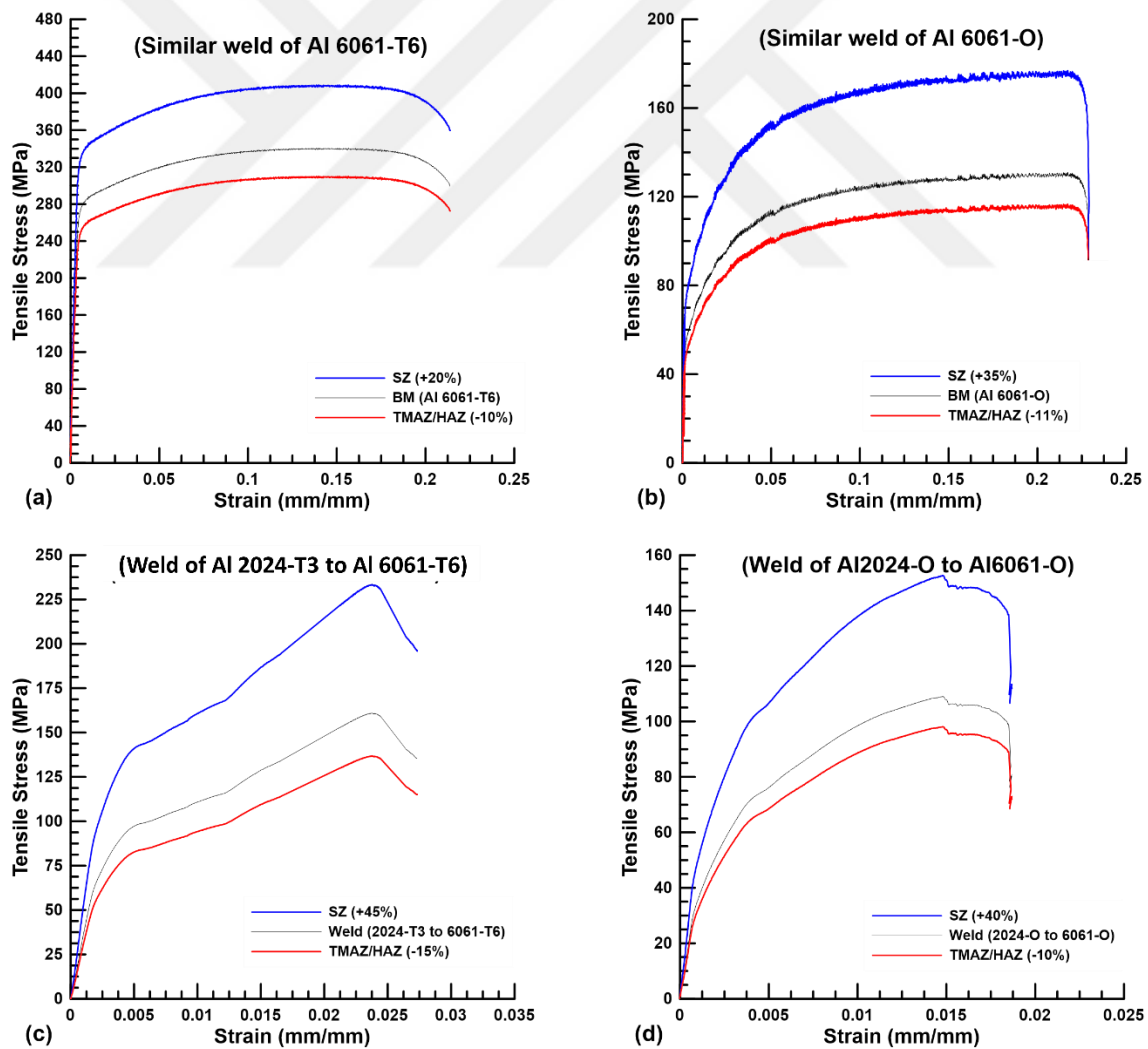 (Similar weld of Al 6061-T6)
Tensile Stress (MPa)
480
440
400
360
320
280
240
200
160
120
80
40
0
SZ (+20%)
BM (Al 6061-T6)
TMAZ/HAZ (-10%)
0 0.05 0.1 0.15 0.2 0.25
Strain (mm/mm)
(a)
(Similar weld of Al 6061-O)
Tensile Stress (MPa)
200
160
120
80
40
0
SZ (+35%)
BM (Al 6061-O)
TMAZ/HAZ (-11%)
0 0.05 0.1 0.15 0.2 0.25
Strain (mm/mm)
(b)
(Weld of Al 2024-T3 to Al 6061-T6)
Tensile Stress (MPa)
250
225
200
175
150
125
100
75
50
25
0
SZ (+45%)
Weld (2024-T3 to 6061-T6)
TMAZ/HAZ (-15%)
0 0.005 0.01 0.015 0.02 0.025 0.03 0.035
Strain (mm/mm)
(c)
(Weld of Al2024-O to Al6061-O)
Tensile Stress (MPa)
160
140
120
100
80
60
40
20
0
SZ (+40%)
Weld (2024-O to 6061-O)
TMAZ/HAZ (-10%)
0 0.005 0.01 0.015 0.02 0.025
Strain (mm/mm)
(d)